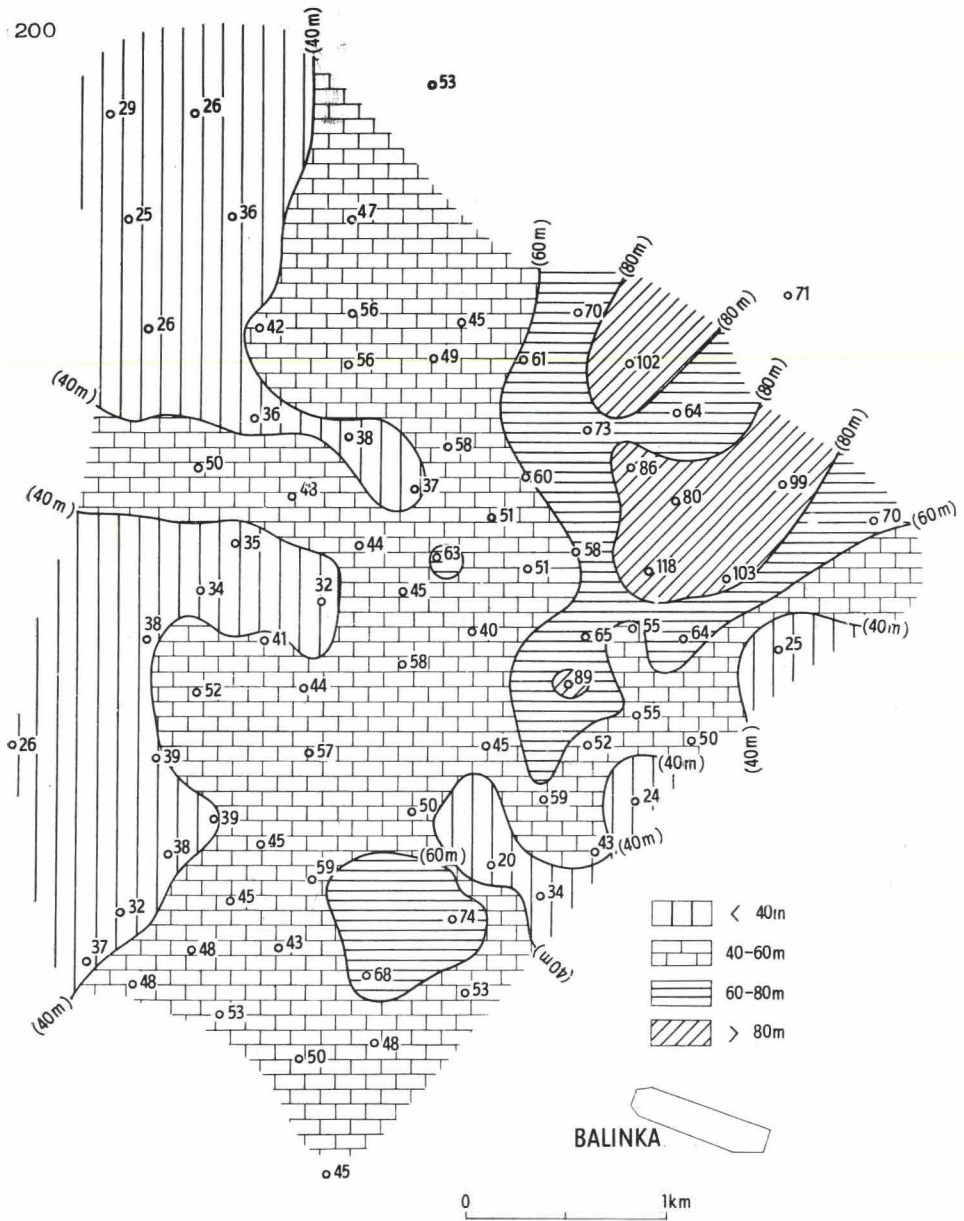 200
(40m)
53
29 26
25 36 47
(60m) (80m)
71
26 42 56 45 70 (80m)
56 49 61 102
(40m) (80m)
36 38 58 73 64 (80m)
50 37 60 86
48 80 99
(40m) 51 70 (60m)
35 44 63 58
34 32 45 51 118 103
38 41 40 65 55 64 25 (40m)
58
52 44 89
55
26 39 57 45 52 50 (40m)
(40m)
39 50 59 24
38 45 (60m) 20 43 (40m)
59
32 45 74 34
37 48 43 (40m)
48 68 53
(40m) 53
50 48
45
< 40m
40-60m
60-80m
> 80m
BALINKA
0 1km